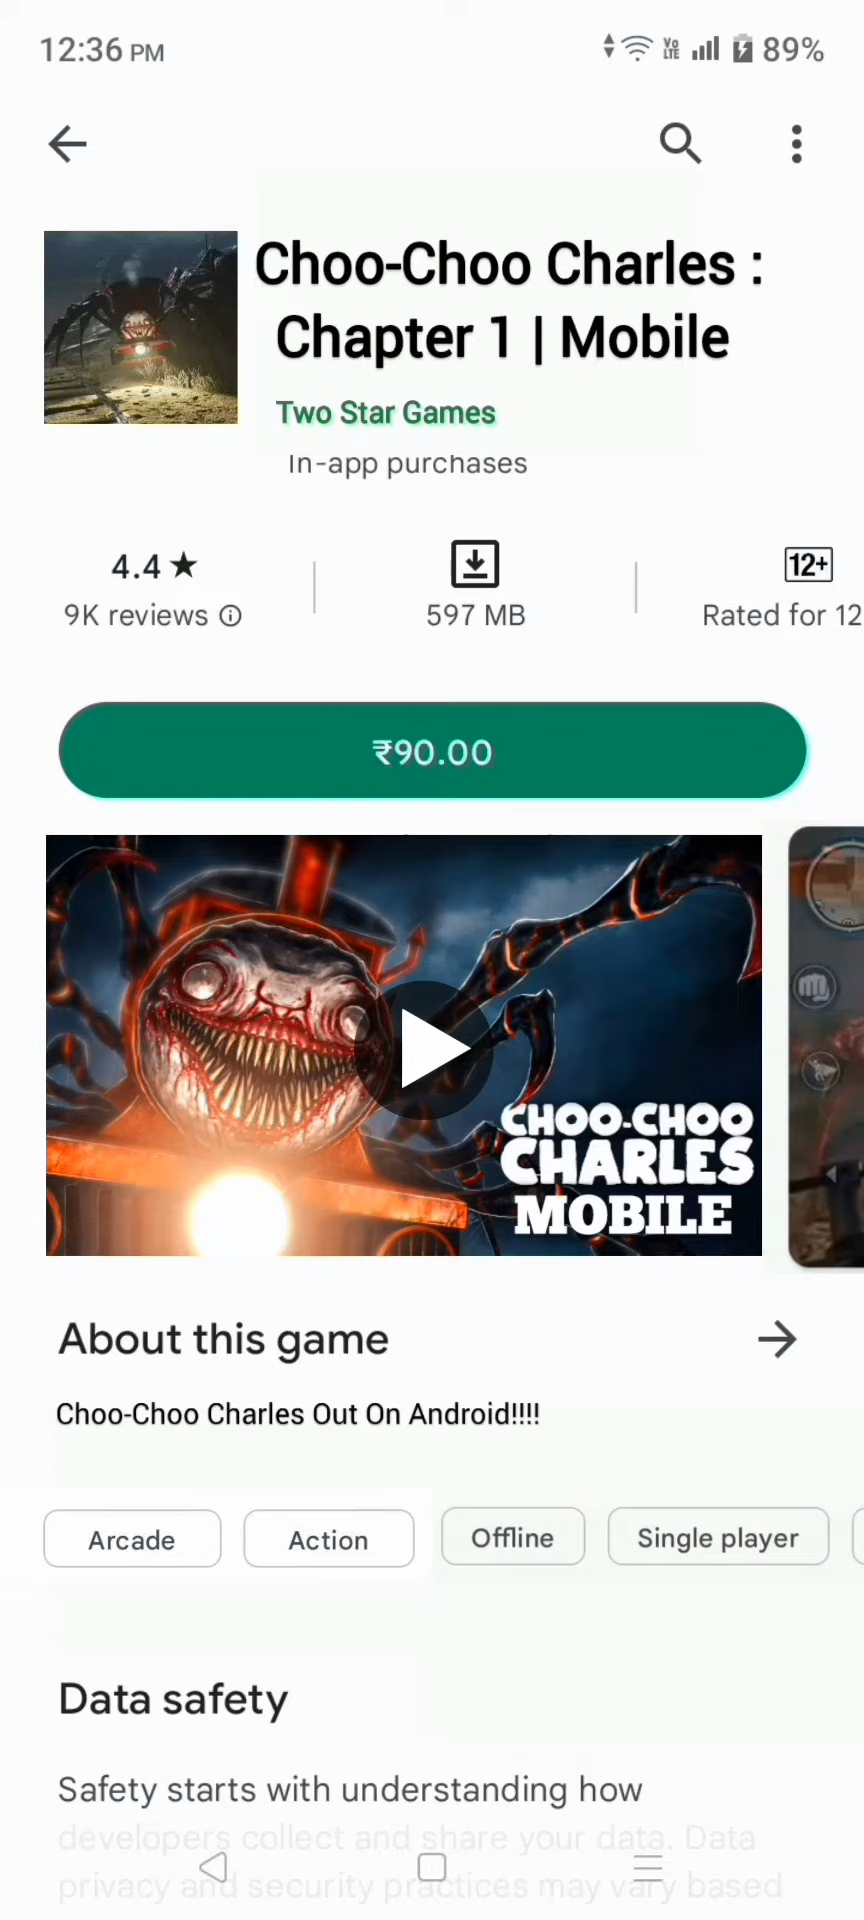 12:36 PM
Vo LTE
89%
Choo-Choo Charles :
Chapter 1 | Mobile
Two Star Games
In-app purchases
4.4 ★
12+
9K reviews
597 MB
Rated for 12
₹90.00
CHOO-CHOO
CHARLES
MOBILE
About this game
Choo-Choo Charles Out On Android!!!!
Arcade
Action
Offline
Single player
Data safety
Safety starts with understanding how
developers collect and share your data. Data
privacy and security practices may vary based